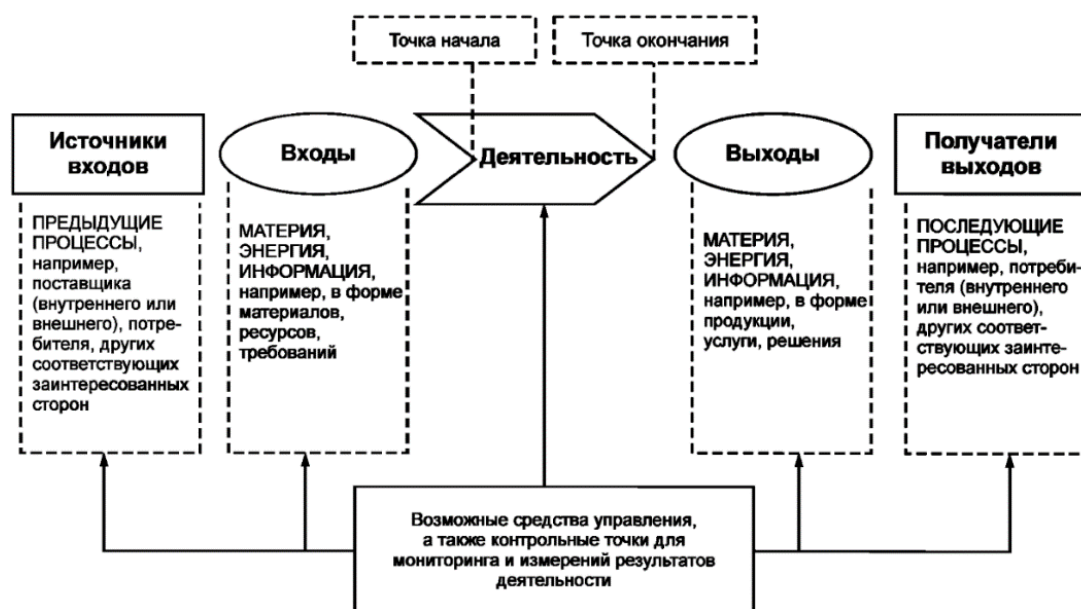 Точка начала
Точка окончания
Источники
входов
Входы
Деятельность
Выходы
Получатели
выходов
ПРЕДЫДУЩИЕ
ПРОЦЕССЫ,
например,
поставщика
(внутреннего или
внешнего), потре-
бителя, других
соответствующих
заинтересованных
сторон
МАТЕРИЯ,
ЭНЕРГИЯ,
ИНФОРМАЦИЯ,
например, в форме
материалов,
ресурсов,
требований
МАТЕРИЯ,
ЭНЕРГИЯ,
ИНФОРМАЦИЯ,
например, в форме
продукции,
услуги, решения
ПОСЛЕДУЮЩИЕ
ПРОЦЕССЫ,
например, потреби-
теля (внутреннего
или внешнего),
других соответ-
ствующих заинте-
ресованных сторон
Возможные средства управления,
а также контрольные точки для
мониторинга и измерений результатов
деятельности